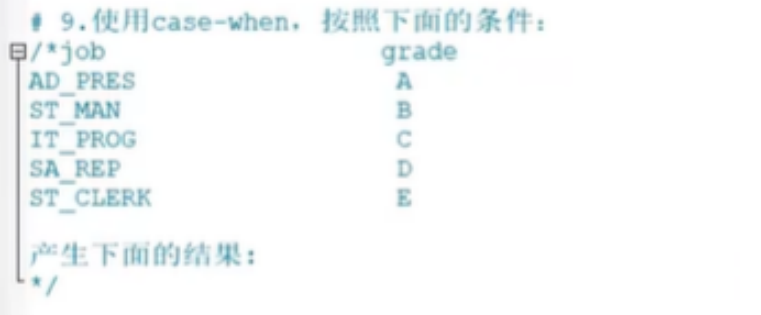 # 9.使用case-when，按照下面的条件：
/*job grade
AD_PRES A
ST_MAN B
IT_PROG C
SA_REP D
ST_CLERK E
产生下面的结果：
*/